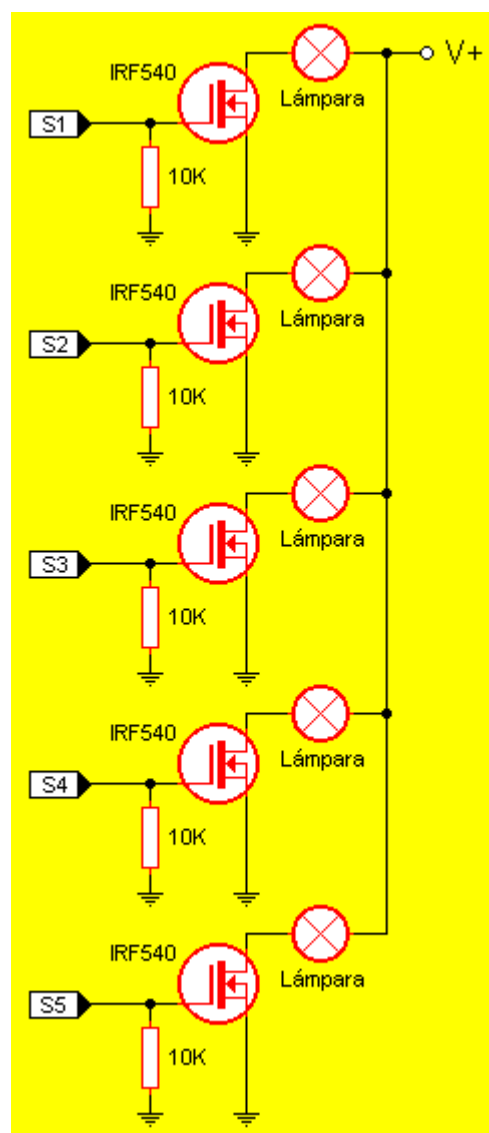 IRF540
V+
Lámpara
S1
10K
IRF540
Lámpara
S2
10K
IRF540
Lámpara
S3
10K
IRF540
Lámpara
S4
10K
IRF540
Lámpara
S5
10K